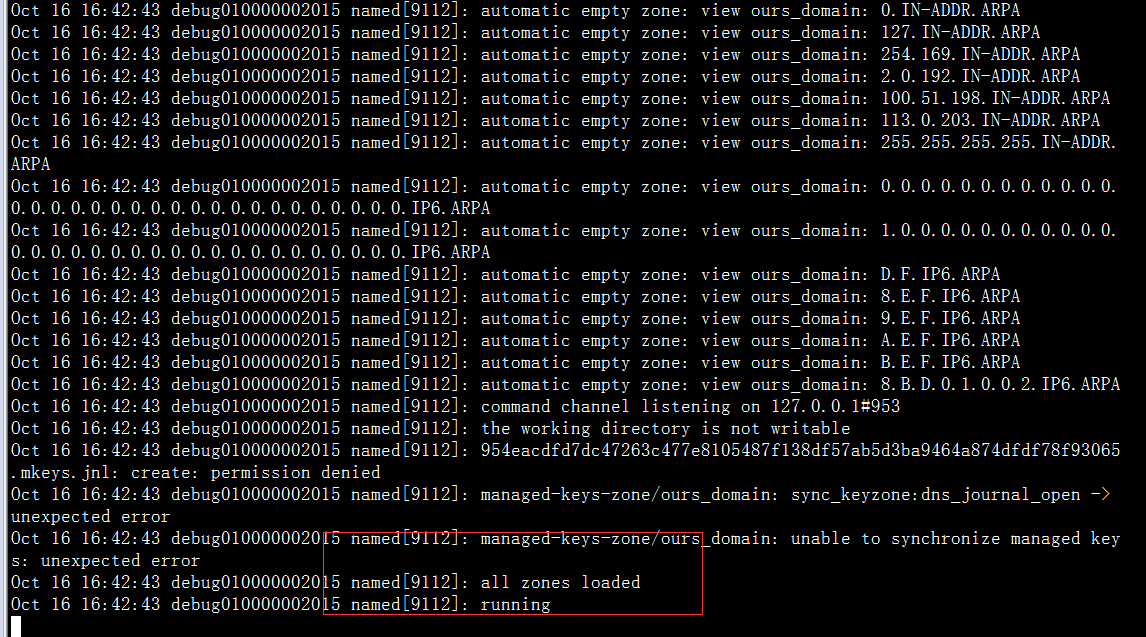 Oct 16 16:42:43 debug010000002015 named[9112]: automatic empty zone: view ours_domain: 0.IN-ADDR.ARPA
Oct 16 16:42:43 debug010000002015 named[9112]: automatic empty zone: view ours_domain: 127.IN-ADDR.ARPA
Oct 16 16:42:43 debug010000002015 named[9112]: automatic empty zone: view ours_domain: 254.169.IN-ADDR.ARPA
Oct 16 16:42:43 debug010000002015 named[9112]: automatic empty zone: view ours_domain: 2.0.192.IN-ADDR.ARPA
Oct 16 16:42:43 debug010000002015 named[9112]: automatic empty zone: view ours_domain: 100.51.198.IN-ADDR.ARPA
Oct 16 16:42:43 debug010000002015 named[9112]: automatic empty zone: view ours_domain: 113.0.203.IN-ADDR.ARPA
Oct 16 16:42:43 debug010000002015 named[9112]: automatic empty zone: view ours_domain: 255.255.255.255.IN-ADDR.
ARPA
Oct 16 16:42:43 debug010000002015 named[9112]: automatic empty zone: view ours_domain: 0.0.0.0.0.0.0.0.0.0.0.0.
0.0.0.0.0.0.0.0.0.0.0.0.0.0.0.0.0.0.0.0.IP6.ARPA
Oct 16 16:42:43 debug010000002015 named[9112]: automatic empty zone: view ours_domain: 1.0.0.0.0.0.0.0.0.0.0.0.
0.0.0.0.0.0.0.0.0.0.0.0.0.0.0.0.0.0.0.0.IP6.ARPA
Oct 16 16:42:43 debug010000002015 named[9112]: automatic empty zone: view ours_domain: D.F.IP6.ARPA
Oct 16 16:42:43 debug010000002015 named[9112]: automatic empty zone: view ours_domain: 8.E.F.IP6.ARPA
Oct 16 16:42:43 debug010000002015 named[9112]: automatic empty zone: view ours_domain: 9.E.F.IP6.ARPA
Oct 16 16:42:43 debug010000002015 named[9112]: automatic empty zone: view ours_domain: A.E.F.IP6.ARPA
Oct 16 16:42:43 debug010000002015 named[9112]: automatic empty zone: view ours_domain: B.E.F.IP6.ARPA
Oct 16 16:42:43 debug010000002015 named[9112]: automatic empty zone: view ours_domain: 8.B.D.0.1.0.0.2.IP6.ARPA
Oct 16 16:42:43 debug010000002015 named[9112]: command channel listening on 127.0.0.1#953
Oct 16 16:42:43 debug010000002015 named[9112]: the working directory is not writable
Oct 16 16:42:43 debug010000002015 named[9112]: 954eacdfd7dc47263c477e8105487f138df57ab5d3ba9464a874dfdf78f93065
.mkeys.jnl: create: permission denied
Oct 16 16:42:43 debug010000002015 named[9112]: managed-keys-zone/ours_domain: sync_keyzone:dns_journal_open ->
unexpected error
Oct 16 16:42:43 debug010000002015 named[9112]: managed-keys-zone/ours_domain: unable to synchronize managed key
s: unexpected error
Oct 16 16:42:43 debug010000002015 named[9112]: all zones loaded
Oct 16 16:42:43 debug010000002015 named[9112]: running